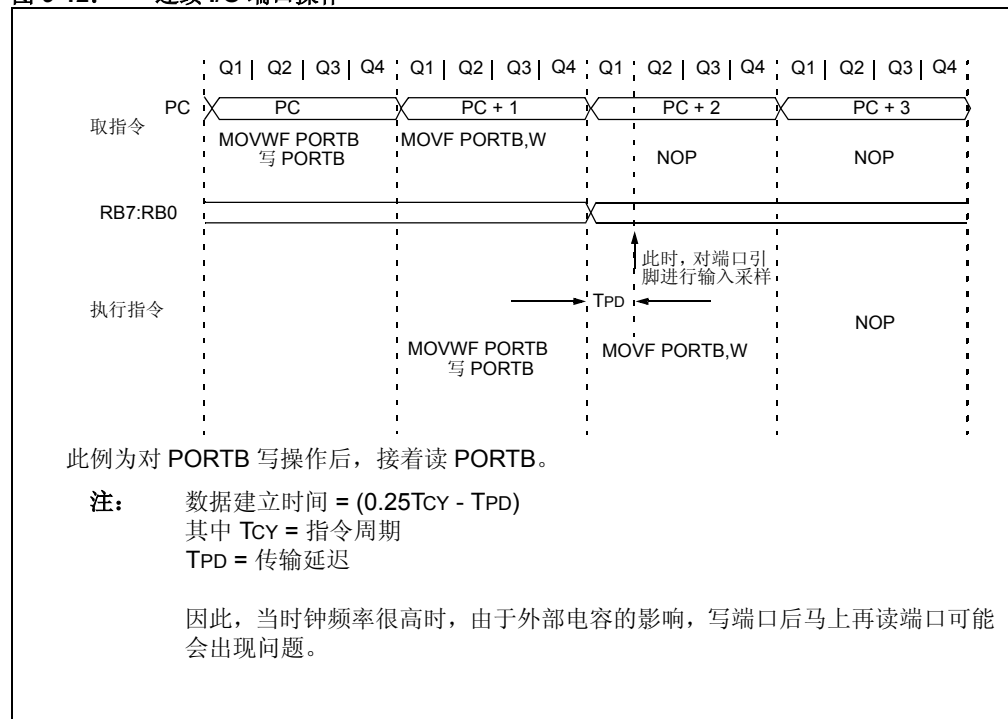 Q1 | Q2 | Q3 | Q4 Q1 | Q2 | Q3 | Q4 Q1 Q2 | Q3 | Q4 Q1 | Q2 | Q3 | Q4
PC PC PC + 1 PC + 2 PC + 3
取指令
MOVWF PORTB MOVF PORTB,W
写 PORTB NOP NOP
RB7:RB0
此时，对端口引
脚进行输入采样
TPD
执行指令
NOP
MOVWF PORTB MOVF PORTB,W
写 PORTB
此例为对 PORTB 写操作后，接着读 PORTB。
注： 数据建立时间 = (0.25TCY - TPD)
其中 TCY = 指令周期
TPD = 传输延迟
因此，当时钟频率很高时，由于外部电容的影响，写端口后马上再读端口可能
会出现问题。